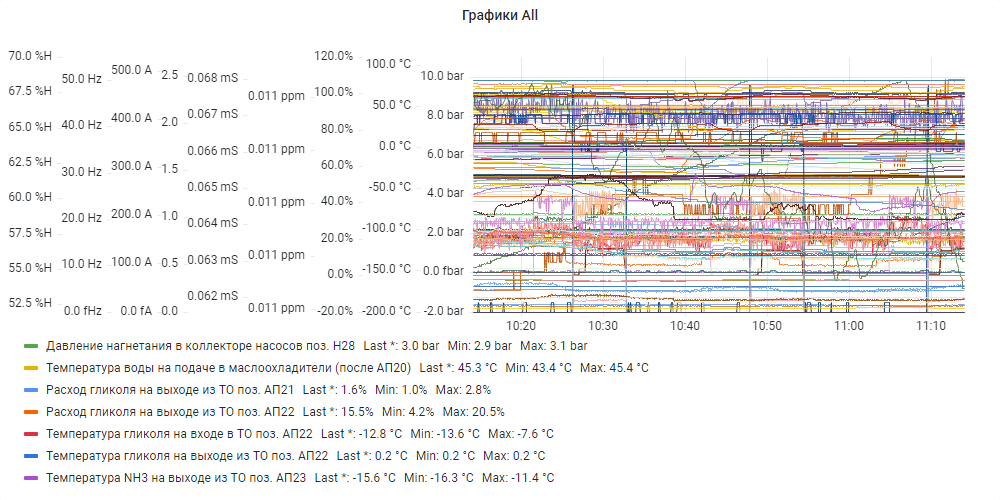 Графики All
70.0 %H
67.5 %H
65.0 %H
62.5 %H
60.0 %H
57.5 %H
55.0 %H
52.5 %H
50.0 Hz
40.0 Hz
30.0 Hz
20.0 Hz
10.0 Hz
0.0 fHz
500.0 A
400.0 A
300.0 A
200.0 A
100.0 A
0.0 fA
2.5
2.0
1.5
1.0
0.5
0.0
0.068 mS
0.067 mS
0.066 mS
0.065 mS
0.064 mS
0.063 mS
0.062 mS
0.011 ppm
0.011 ppm
0.011 ppm
0.011 ppm
0.011 ppm
120.0%
100.0%
80.0%
60.0%
40.0%
20.0%
0.0%
-20.0%
100.0 °C
50.0 °C
0.0 °C
-50.0 °C
-100.0 °C
-150.0 °C
-200.0 °C
10.0 bar
8.0 bar
6.0 bar
4.0 bar
2.0 bar
0.0 fbar
-2.0 bar
10:20 10:30 10:40 10:50 11:00 11:10
Давление нагнетания в коллекторе насосов поз. Н28 Last *: 3.0 bar Min: 2.9 bar Max: 3.1 bar
Температура воды на подаче в маслоохладители (после АП20) Last *: 45.3 °C Min: 43.4 °C Max: 45.4 °C
Расход гликоля на выходе из ТО поз. АП21 Last *: 1.6% Min: 1.0% Max: 2.8%
Расход гликоля на выходе из ТО поз. АП22 Last *: 15.5% Min: 4.2% Max: 20.5%
Температура гликоля на входе в ТО поз. АП22 Last *: -12.8 °C Min: -13.6 °C Max: -7.6 °C
Температура гликоля на выходе из ТО поз. АП22 Last *: 0.2 °C Min: 0.2 °C Max: 0.2 °C
Температура NH3 на выходе из ТО поз. АП23 Last *: -15.6 °C Min: -16.3 °C Max: -11.4 °C